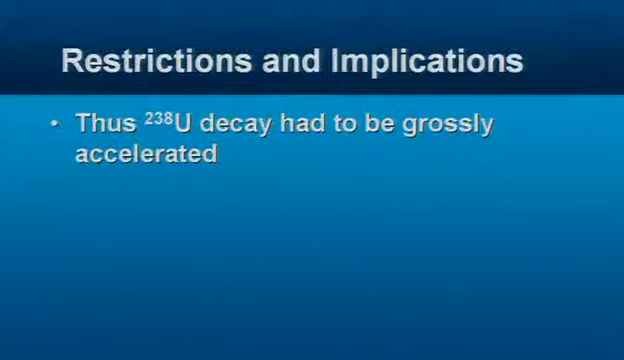 Restrictions and Implications
• Thus ²³⁸U decay had to be grossly
accelerated